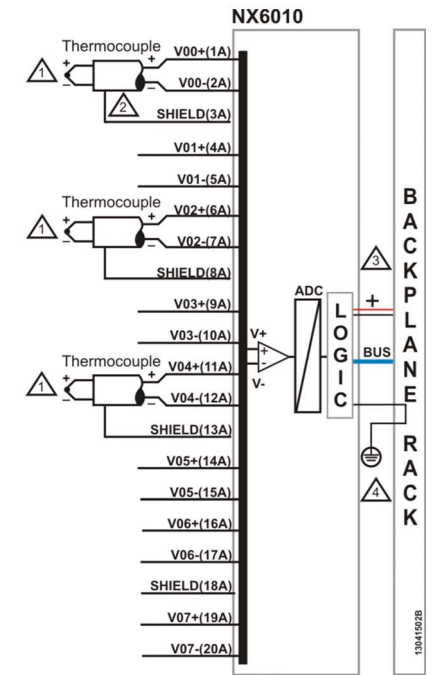 NX6010
Thermocouple
V00+(1A)
1
+
+
–
–
V00-(2A)
2
SHIELD(3A)
V01+(4A)
V01-(5A)
Thermocouple
V02+(6A)
1
+
+
–
–
V02-(7A)
SHIELD(8A)
V03+(9A)
V03-(10A)
Thermocouple
V04+(11A)
1
+
+
–
–
V04-(12A)
SHIELD(13A)
V05+(14A)
V05-(15A)
V06+(16A)
V06-(17A)
SHIELD(18A)
V07+(19A)
V07-(20A)
V+
+
-
V-
ADC
LOGIC
3
+
BUS
4
BACKPLANE RACK
13041502B